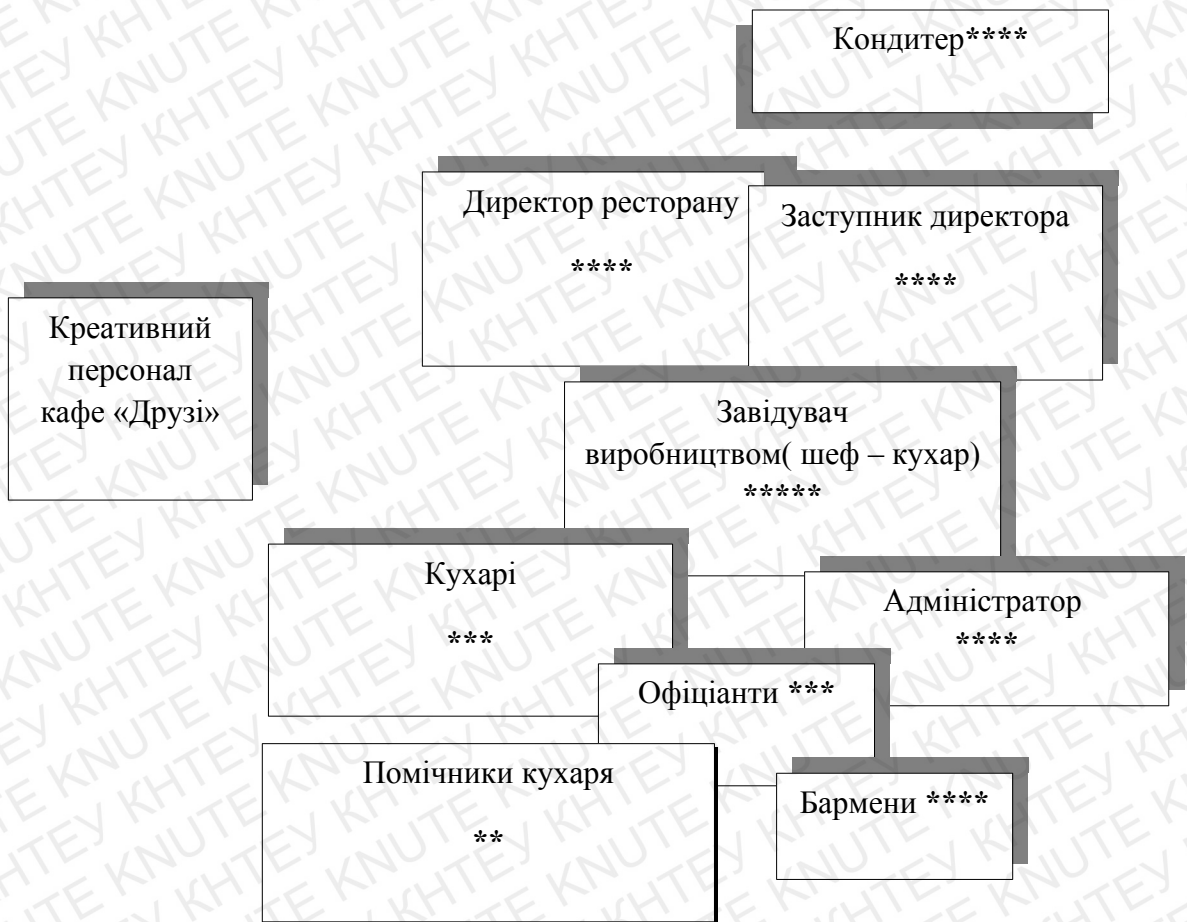 Кондитер****
Директор ресторану
****
Заступник директора
****
Креативний
персонал
кафе «Друзі»
Завідувач
виробництвом( шеф – кухар)
*****
Кухарі
***
Адміністратор
****
Офіціанти ***
Помічники кухаря
**
Бармени ****